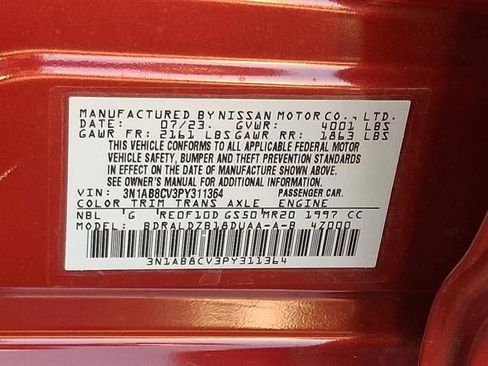 MANUFACTURED BY NISSAN MOTOR CO., LTD.
DATE: 07/23. GVWR: 4001 LBS
GAWR FR: 2161 LBS GAWR RR: 1863 LBS
THIS VEHICLE CONFORMS TO ALL APPLICABLE FEDERAL MOTOR
VEHICLE SAFETY, BUMPER AND THEFT PREVENTION STANDARDS
IN EFFECT ON THE DATE OF MANUFACTURE SHOWN ABOVE.
SEE OWNER'S MANUAL FOR ADDITIONAL INSTRUCTION.
VIN: 3N1AB8CV3PY311364 PASSENGER CAR.
COLOR TRIM TRANS AXLE ENGINE
NBL 'G 'RE0F10D GS50 MR20 1997 CC
MODEL: BDRALDZB18DUAA-A-B 4Z000
3N1AB8CV3PY311364